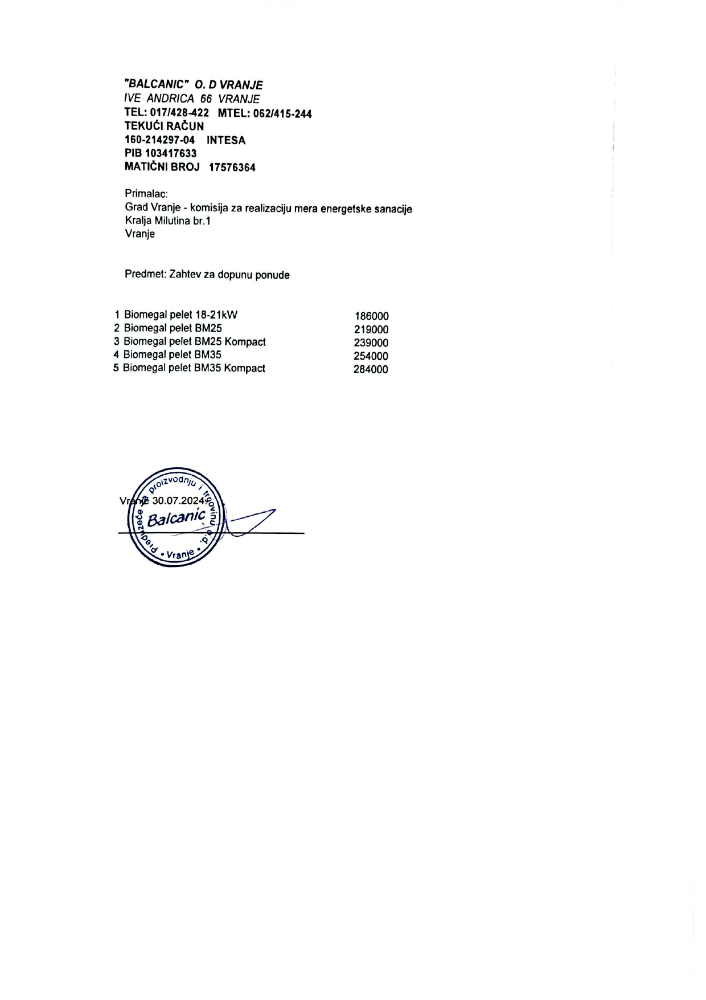 "BALCANIC" O. D VRANJE
IVE ANDRICA 66 VRANJE
TEL: 017/428-422 MTEL: 062/415-244
TEKUĆI RAČUN
160-214297-04 INTESA
PIB 103417633
MATIČNI BROJ 17576364
Primalac:
Grad Vranje - komisija za realizaciju mera energetske sanacije
Kralja Milutina br.1
Vranje
Predmet: Zahtev za dopunu ponude
1 Biomegal pelet 18-21kW 186000
2 Biomegal pelet BM25 219000
3 Biomegal pelet BM25 Kompact 239000
4 Biomegal pelet BM35 254000
5 Biomegal pelet BM35 Kompact 284000
Vranje 30.07.2024.
Preduzeće za proizvodnju i trgovinu o.d.
Balcanic
• Vranje •